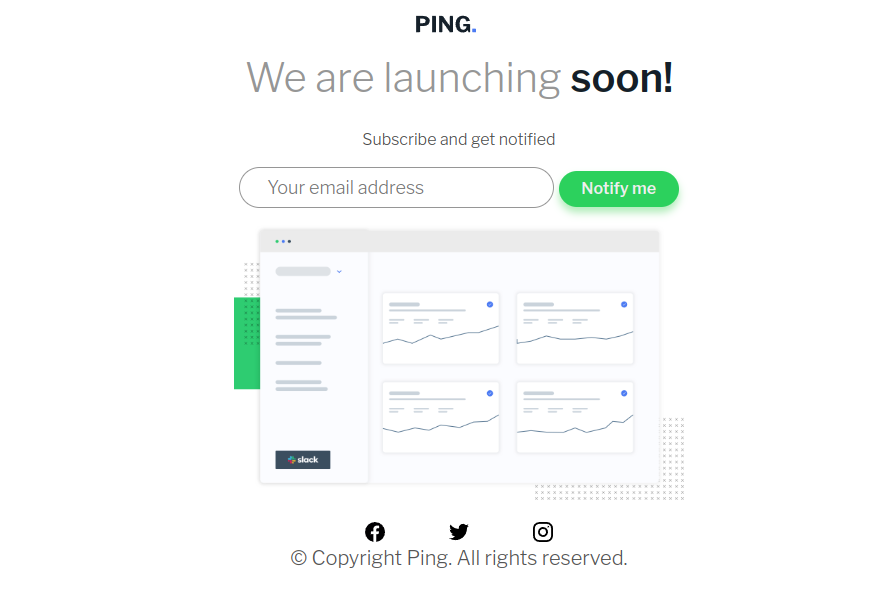 PING.
We are launching soon!
Subscribe and get notified
Your email address
Notify me
slack
© Copyright Ping. All rights reserved.